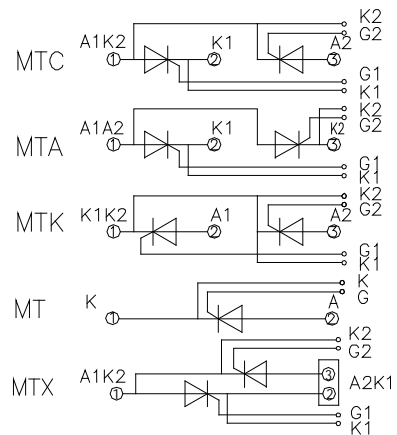 K2
A1K2 K1 A2 G2
MTC 1 2 3
G1
K1
K2
A1A2 K1 K2 G2
MTA 1 2 3
G1
K1
K2
K1K2 A1 A2 G2
MTK 1 2 3
G1
K1
K
K A G
MT 1 2
K2
G2
A1K2 3 A2K1
MTX 1 2
G1
K1